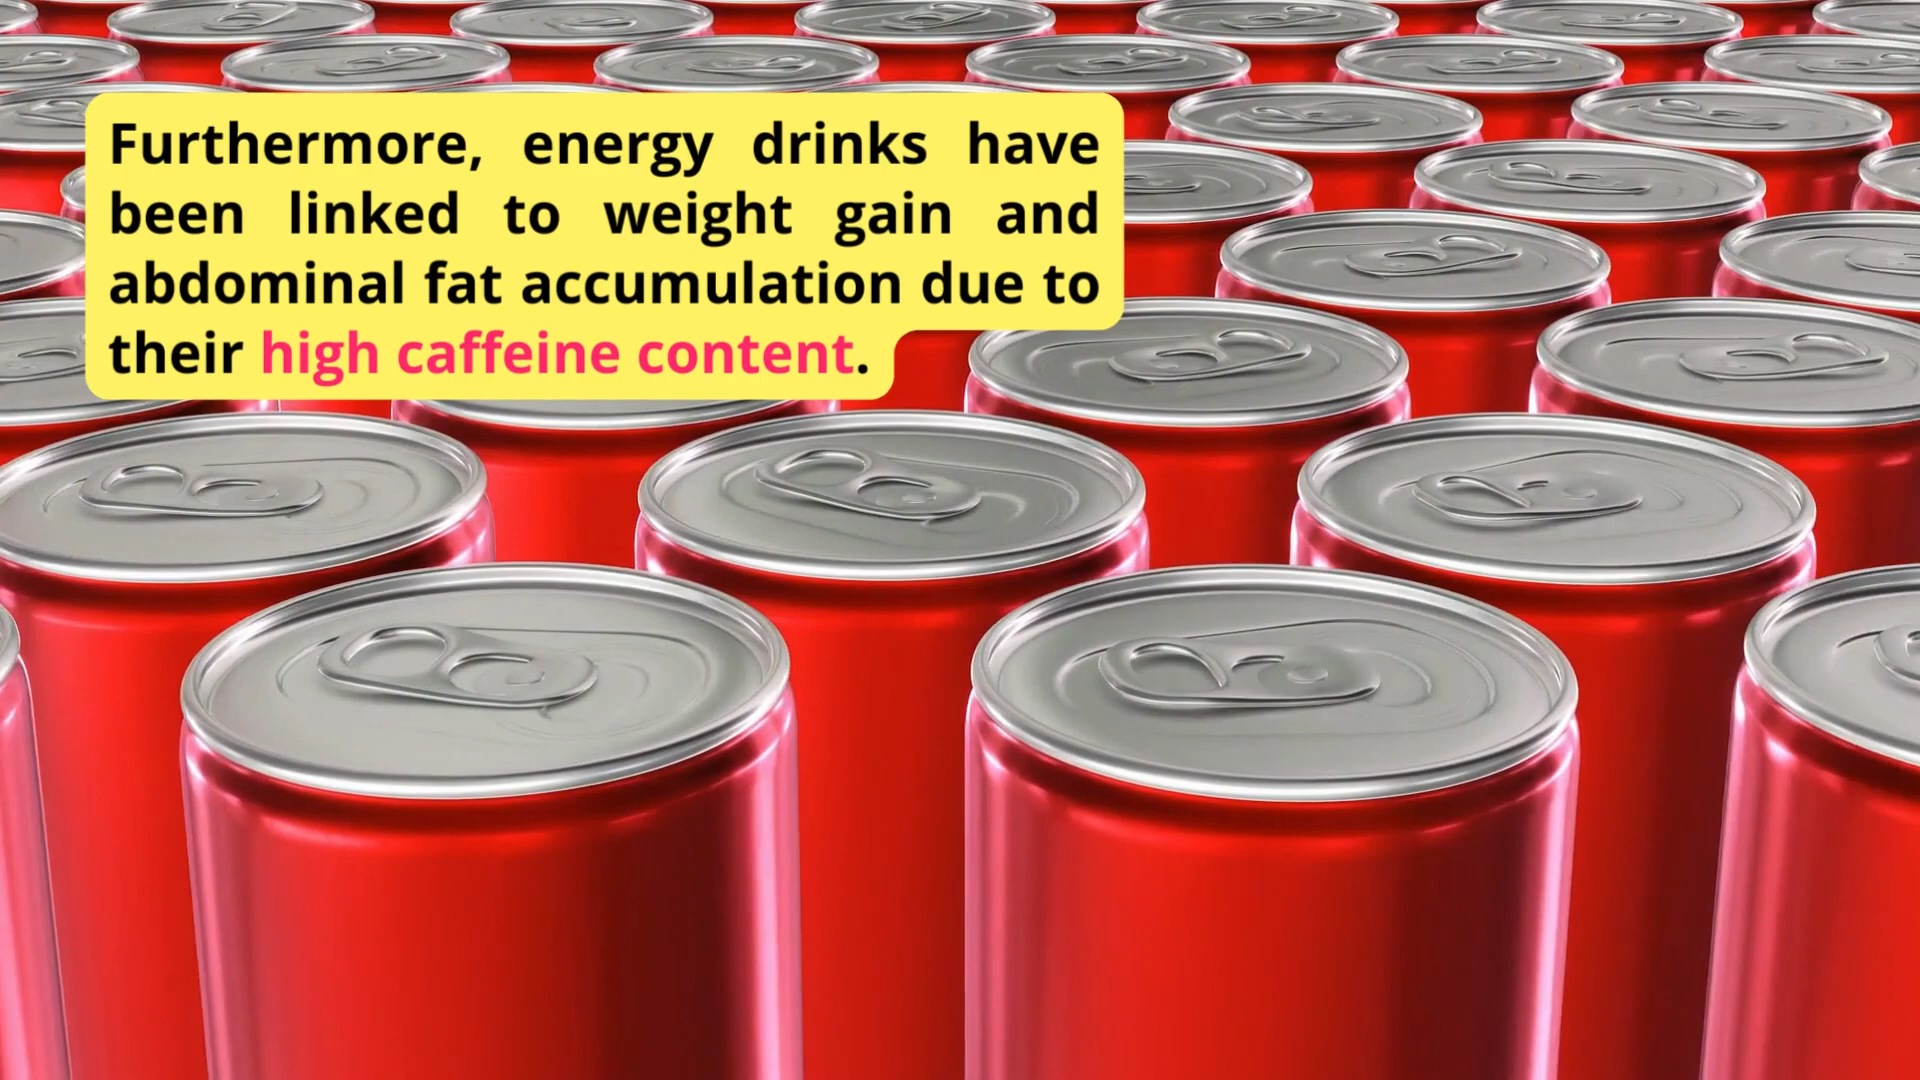 Furthermore, energy drinks have
been linked to weight gain and
abdominal fat accumulation due to
their high caffeine content.